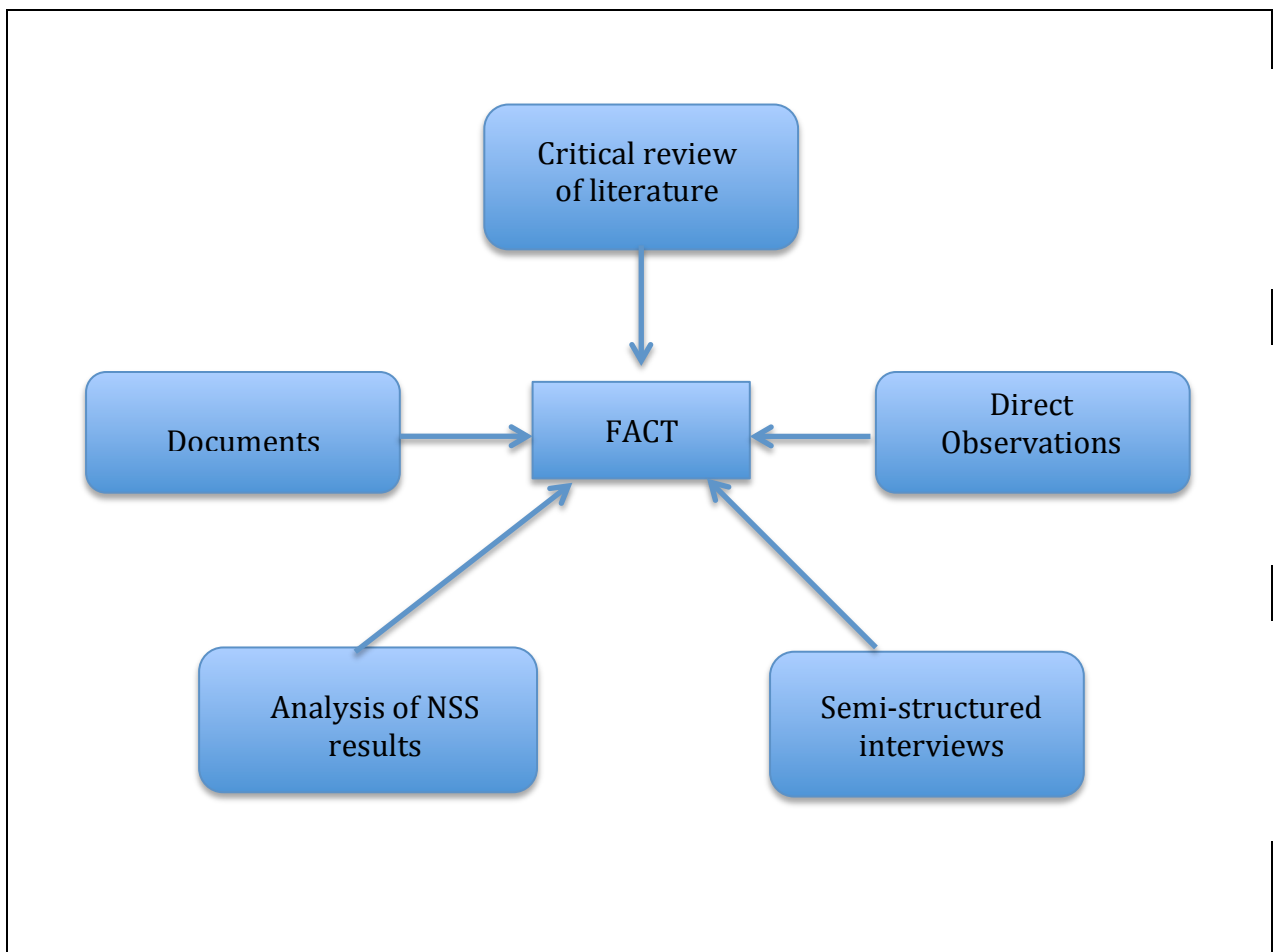 Critical review
of literature
Documents
FACT
Direct
Observations
Analysis of NSS
results
Semi-structured
interviews